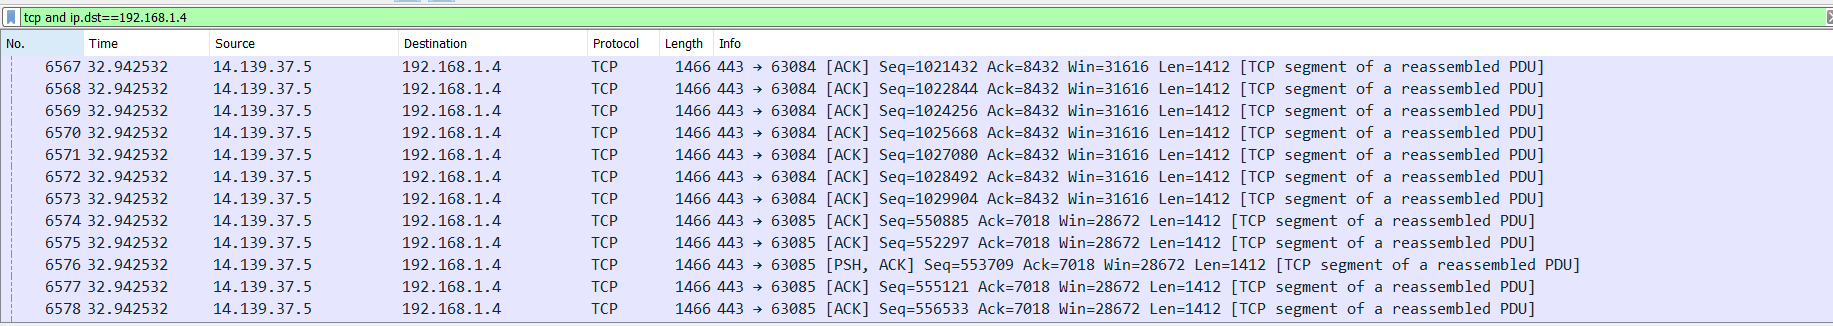 tcp and ip.dst==192.168.1.4
No. Time Source Destination Protocol Length Info
6567 32.942532 14.139.37.5 192.168.1.4 TCP 1466 443 → 63084 [ACK] Seq=1021432 Ack=8432 Win=31616 Len=1412 [TCP segment of a reassembled PDU]
6568 32.942532 14.139.37.5 192.168.1.4 TCP 1466 443 → 63084 [ACK] Seq=1022844 Ack=8432 Win=31616 Len=1412 [TCP segment of a reassembled PDU]
6569 32.942532 14.139.37.5 192.168.1.4 TCP 1466 443 → 63084 [ACK] Seq=1024256 Ack=8432 Win=31616 Len=1412 [TCP segment of a reassembled PDU]
6570 32.942532 14.139.37.5 192.168.1.4 TCP 1466 443 → 63084 [ACK] Seq=1025668 Ack=8432 Win=31616 Len=1412 [TCP segment of a reassembled PDU]
6571 32.942532 14.139.37.5 192.168.1.4 TCP 1466 443 → 63084 [ACK] Seq=1027080 Ack=8432 Win=31616 Len=1412 [TCP segment of a reassembled PDU]
6572 32.942532 14.139.37.5 192.168.1.4 TCP 1466 443 → 63084 [ACK] Seq=1028492 Ack=8432 Win=31616 Len=1412 [TCP segment of a reassembled PDU]
6573 32.942532 14.139.37.5 192.168.1.4 TCP 1466 443 → 63084 [ACK] Seq=1029904 Ack=8432 Win=31616 Len=1412 [TCP segment of a reassembled PDU]
6574 32.942532 14.139.37.5 192.168.1.4 TCP 1466 443 → 63085 [ACK] Seq=550885 Ack=7018 Win=28672 Len=1412 [TCP segment of a reassembled PDU]
6575 32.942532 14.139.37.5 192.168.1.4 TCP 1466 443 → 63085 [ACK] Seq=552297 Ack=7018 Win=28672 Len=1412 [TCP segment of a reassembled PDU]
6576 32.942532 14.139.37.5 192.168.1.4 TCP 1466 443 → 63085 [PSH, ACK] Seq=553709 Ack=7018 Win=28672 Len=1412 [TCP segment of a reassembled PDU]
6577 32.942532 14.139.37.5 192.168.1.4 TCP 1466 443 → 63085 [ACK] Seq=555121 Ack=7018 Win=28672 Len=1412 [TCP segment of a reassembled PDU]
6578 32.942532 14.139.37.5 192.168.1.4 TCP 1466 443 → 63085 [ACK] Seq=556533 Ack=7018 Win=28672 Len=1412 [TCP segment of a reassembled PDU]